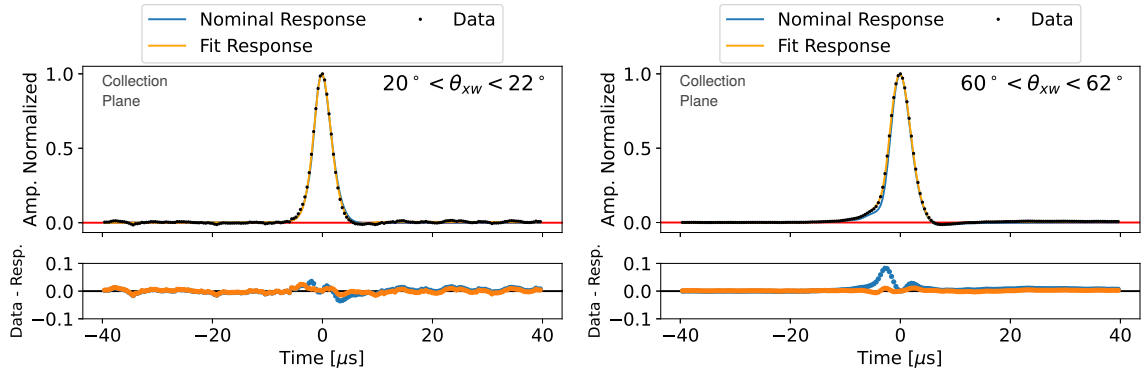 Nominal Response
Fit Response
Data
Collection
Plane
20° < θxw < 22°
Amp. Normalized
1.0
0.5
0.0
Data - Resp.
0.1
0.0
−0.1
−40 −20 0 20 40
Time [μs]
Nominal Response
Fit Response
Data
Collection
Plane
60° < θxw < 62°
Amp. Normalized
1.0
0.5
0.0
Data - Resp.
0.1
0.0
−0.1
−40 −20 0 20 40
Time [μs]